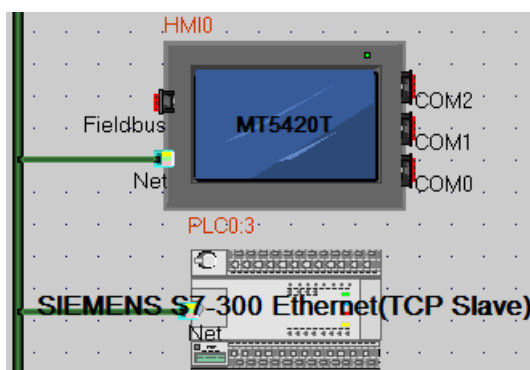 HMI0
COM2
Fieldbus
MT5420T
COM1
Net
COM0
PLC0:3
SIEMENS S7-300 Ethernet(TCP Slave)
Net